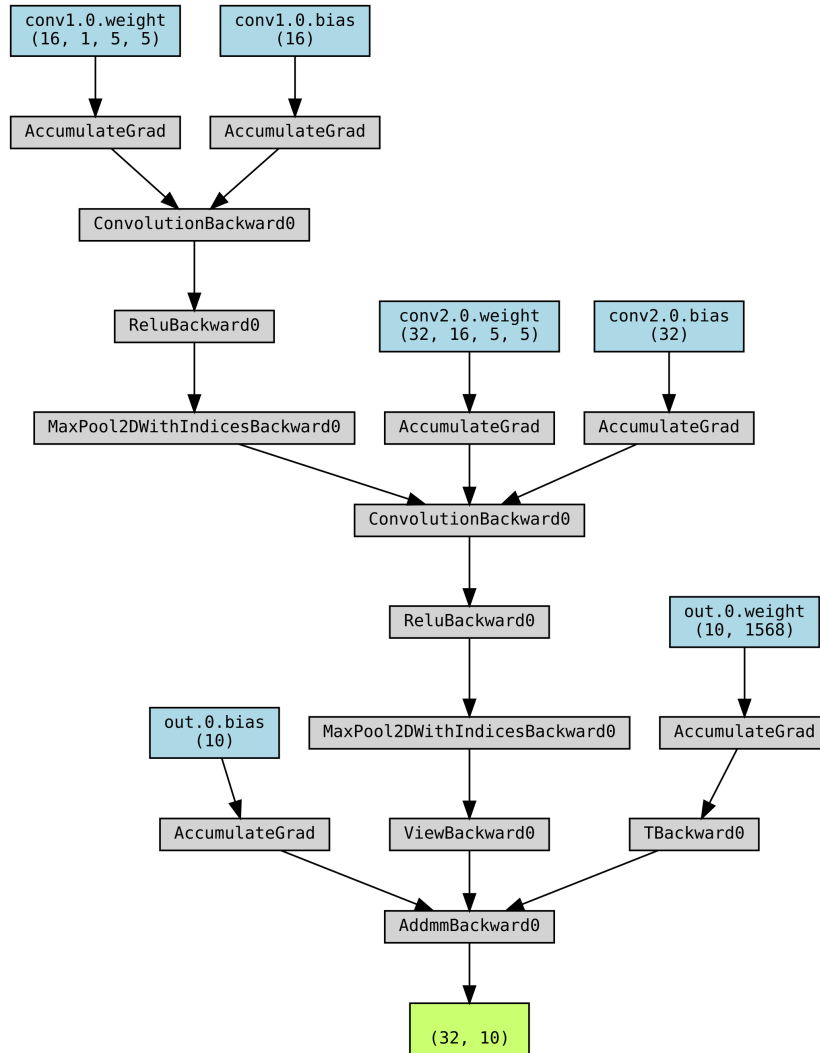 conv1.0.weight
(16, 1, 5, 5)
conv1.0.bias
(16)
AccumulateGrad
AccumulateGrad
ConvolutionBackward0
ReluBackward0
conv2.0.weight
(32, 16, 5, 5)
conv2.0.bias
(32)
MaxPool2DWithIndicesBackward0
AccumulateGrad
AccumulateGrad
ConvolutionBackward0
ReluBackward0
out.0.weight
(10, 1568)
out.0.bias
(10)
MaxPool2DWithIndicesBackward0
AccumulateGrad
AccumulateGrad
ViewBackward0
TBackward0
AddmmBackward0
(32, 10)